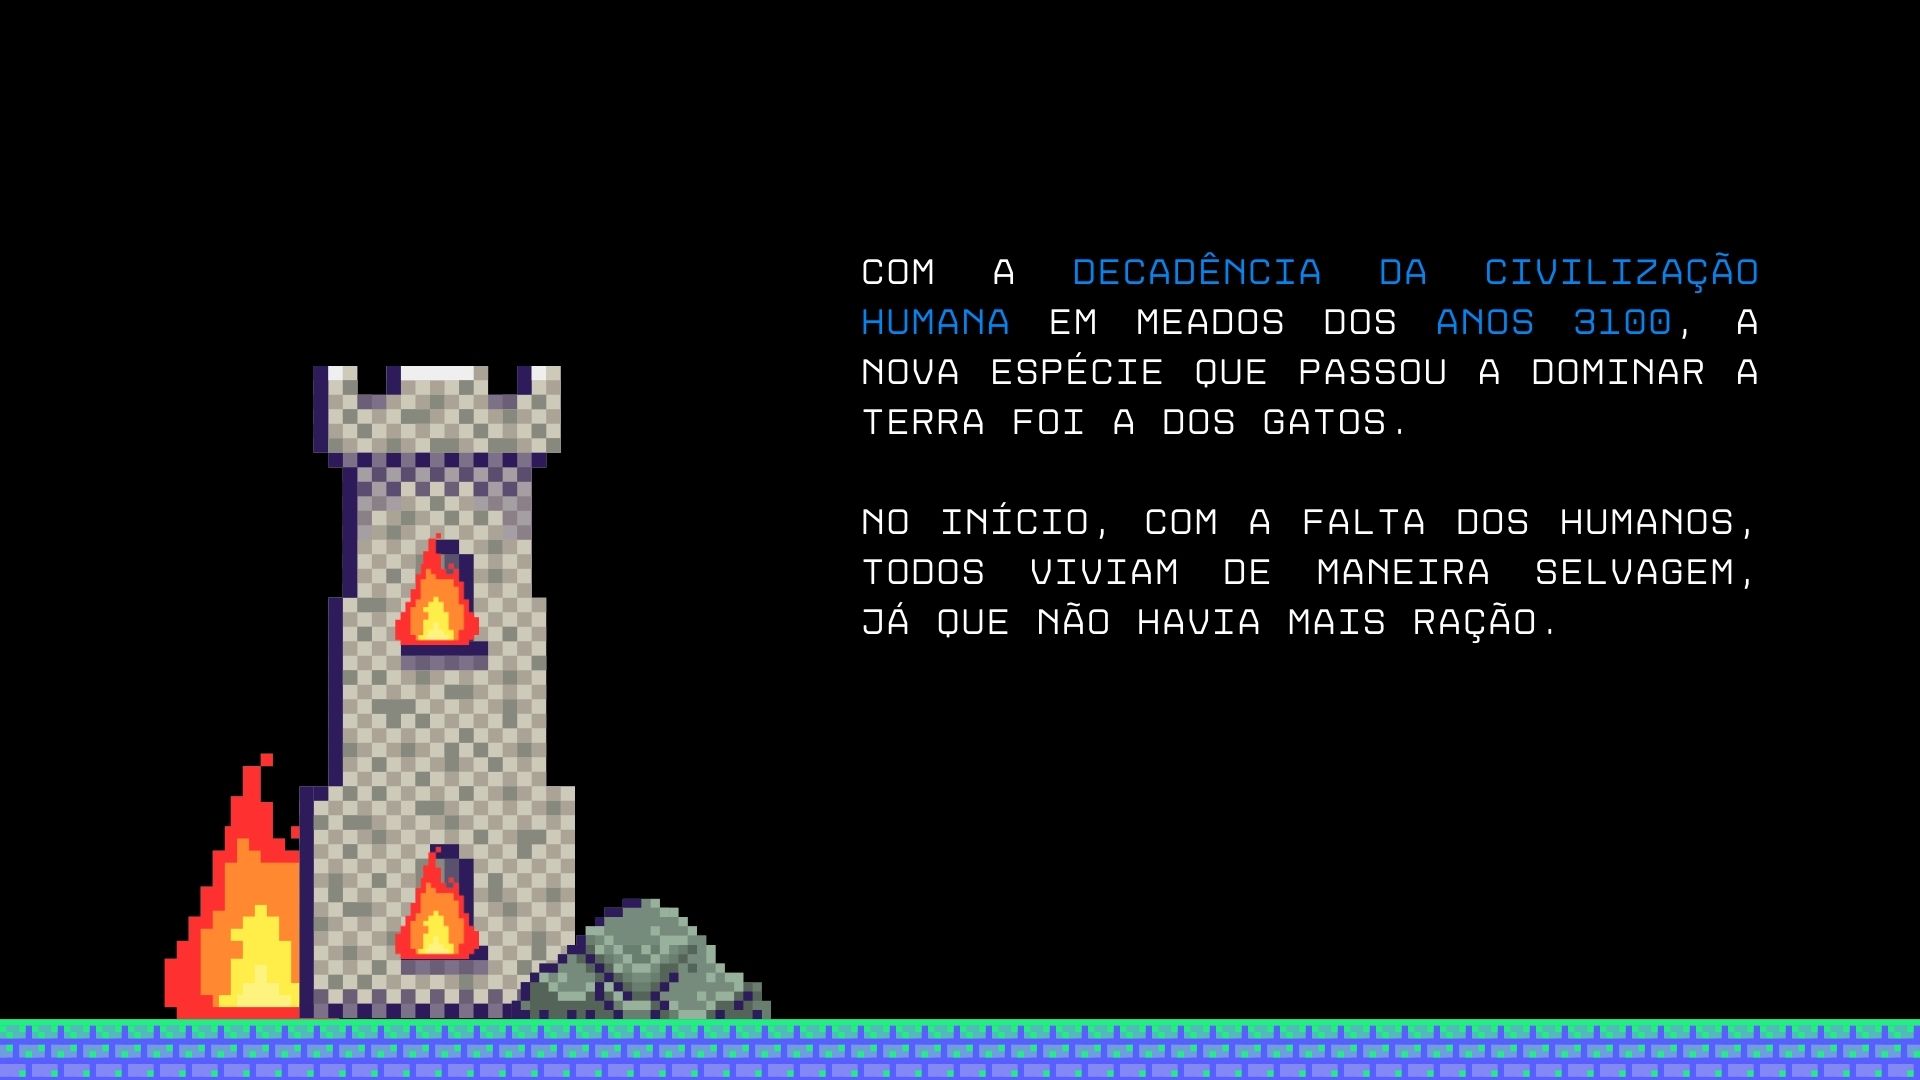 COM A DECADÊNCIA DA CIVILIZAÇÃO
HUMANA EM MEADOS DOS ANOS 3100, A
NOVA ESPÉCIE QUE PASSOU A DOMINAR A
TERRA FOI A DOS GATOS.
NO INÍCIO, COM A FALTA DOS HUMANOS,
TODOS VIVIAM DE MANEIRA SELVAGEM,
JÁ QUE NÃO HAVIA MAIS RAÇÃO.